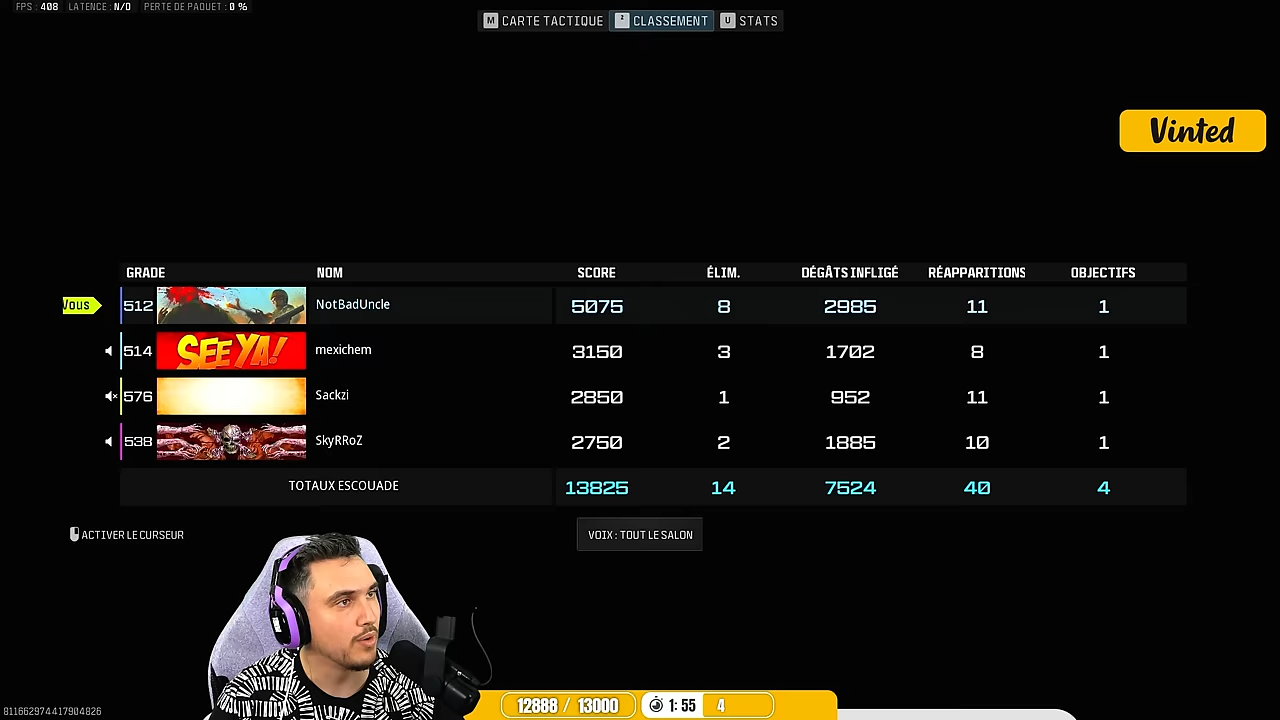 FPS : 408 LATENCE : N/D PERTE DE PAQUET : 0 %
M CARTE TACTIQUE ² CLASSEMENT U STATS
Vinted
GRADE NOM SCORE ÉLIM. DÉGÂTS INFLIGÉ RÉAPPARITIONS OBJECTIFS
Vous 512 NotBadUncle 5075 8 2985 11 1
514 SEE YA! mexichem 3150 3 1702 8 1
576 Sackzi 2850 1 952 11 1
538 SkyRRoZ 2750 2 1885 10 1
TOTAUX ESCOUADE 13825 14 7524 40 4
ACTIVER LE CURSEUR VOIX : TOUT LE SALON
12888 / 13000 1:55 4
811662974417904826